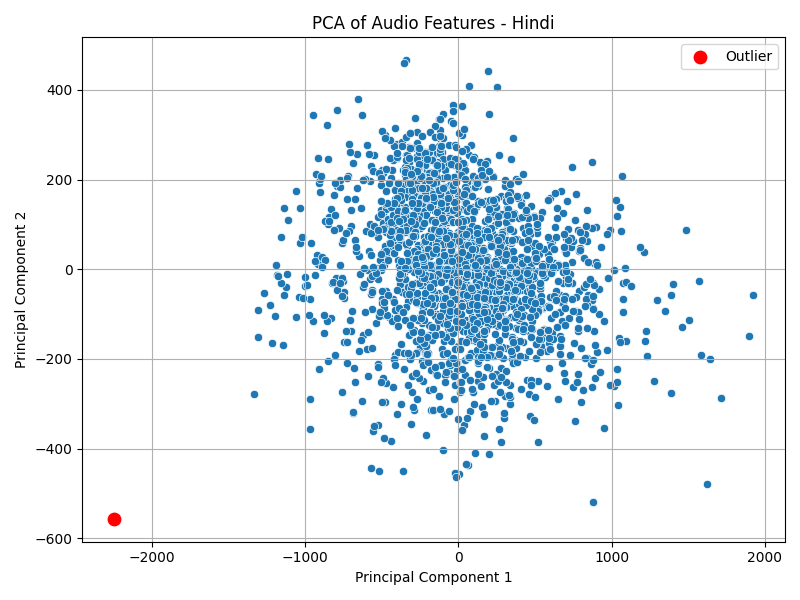 PCA of Audio Features - Hindi
Outlier
Principal Component 2
400
200
0
−200
−400
−600
−2000
−1000
0
1000
2000
Principal Component 1